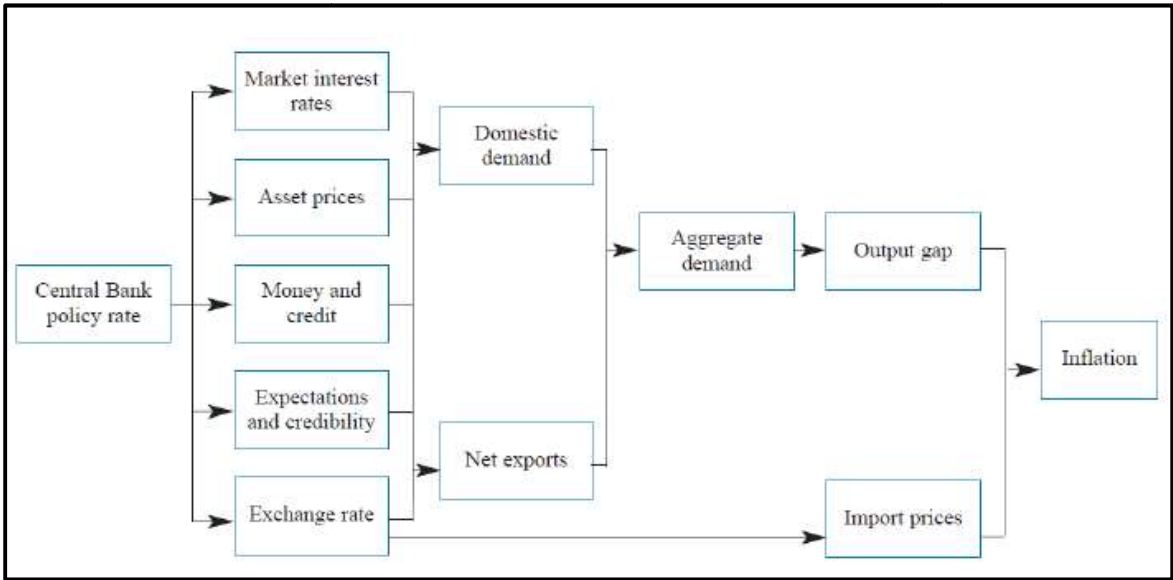 Market interest
rates
Domestic
demand
Asset prices
Aggregate
demand
Output gap
Central Bank
policy rate
Money and
credit
Inflation
Expectations
and credibility
Net exports
Exchange rate
Import prices